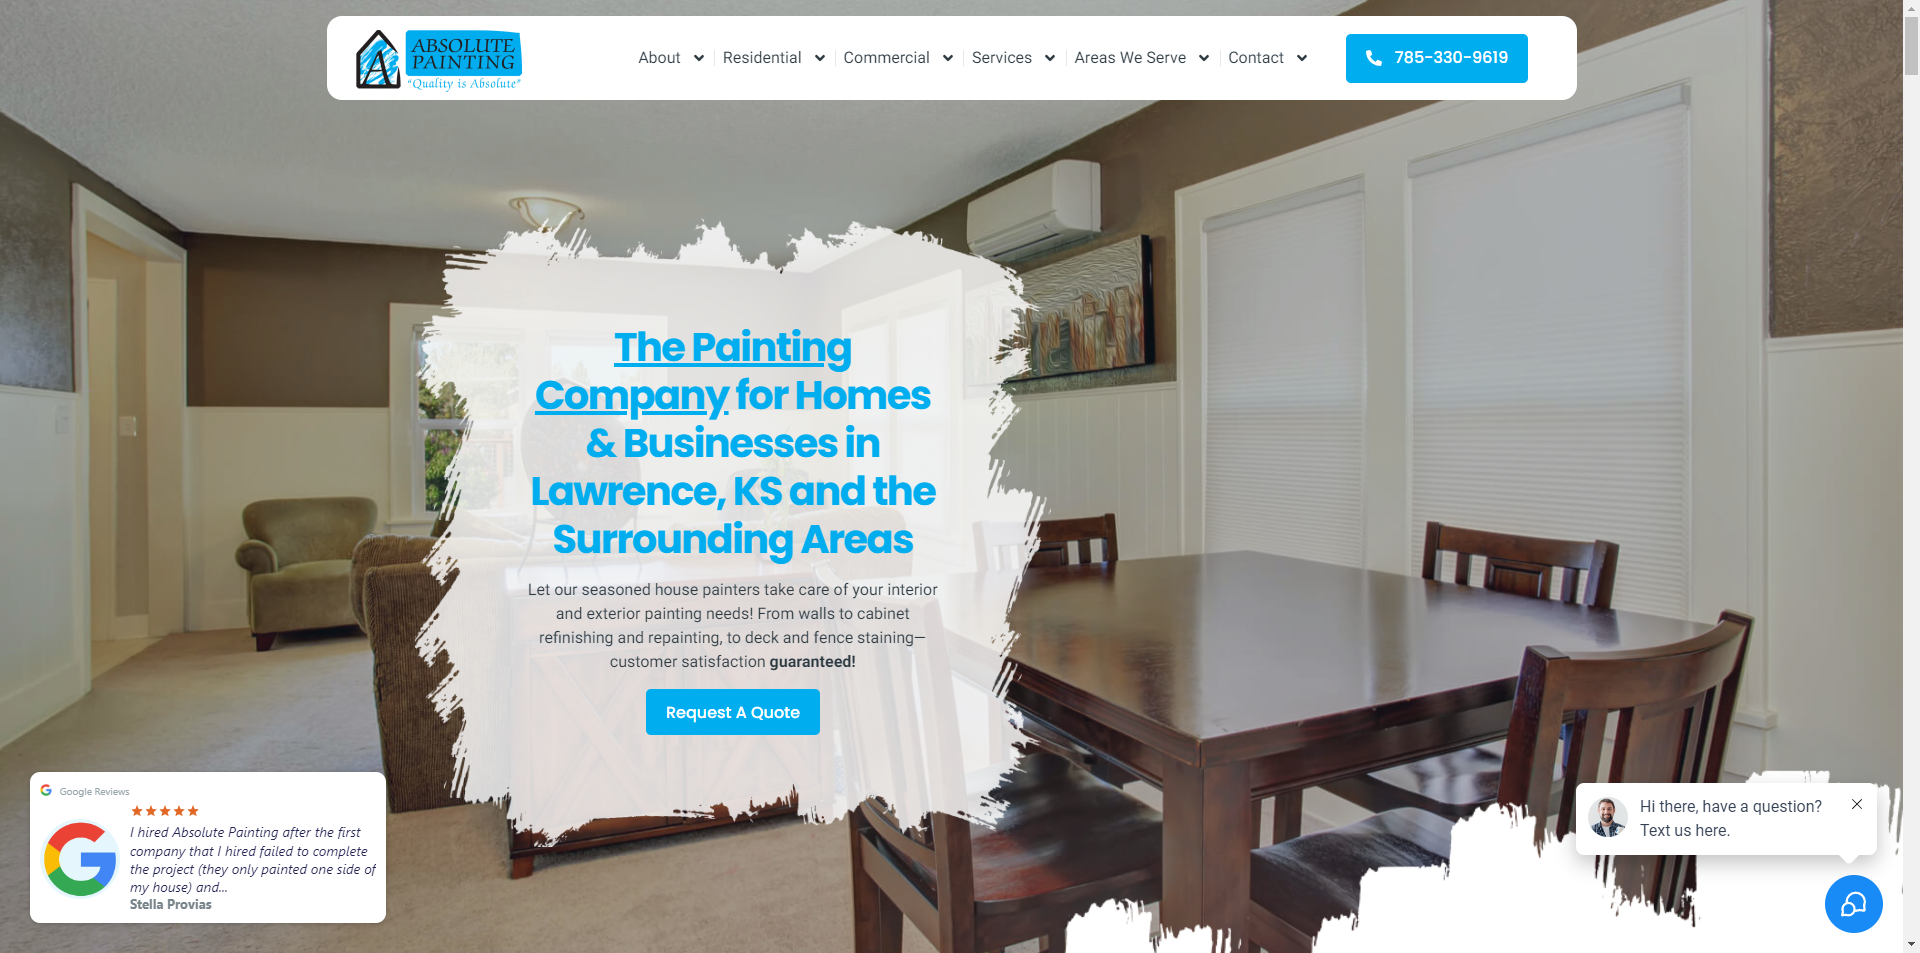 ABSOLUTE
PAINTING
"Quality is Absolute"
About
Residential
Commercial
Services
Areas We Serve
Contact
785-330-9619
The Painting
Company for Homes
& Businesses in
Lawrence, KS and the
Surrounding Areas
Let our seasoned house painters take care of your interior
and exterior painting needs! From walls to cabinet
refinishing and repainting, to deck and fence staining—
customer satisfaction guaranteed!
Request A Quote
Google Reviews
I hired Absolute Painting after the first
company that I hired failed to complete
the project (they only painted one side of
my house) and...
Stella Provias
Hi there, have a question?
Text us here.